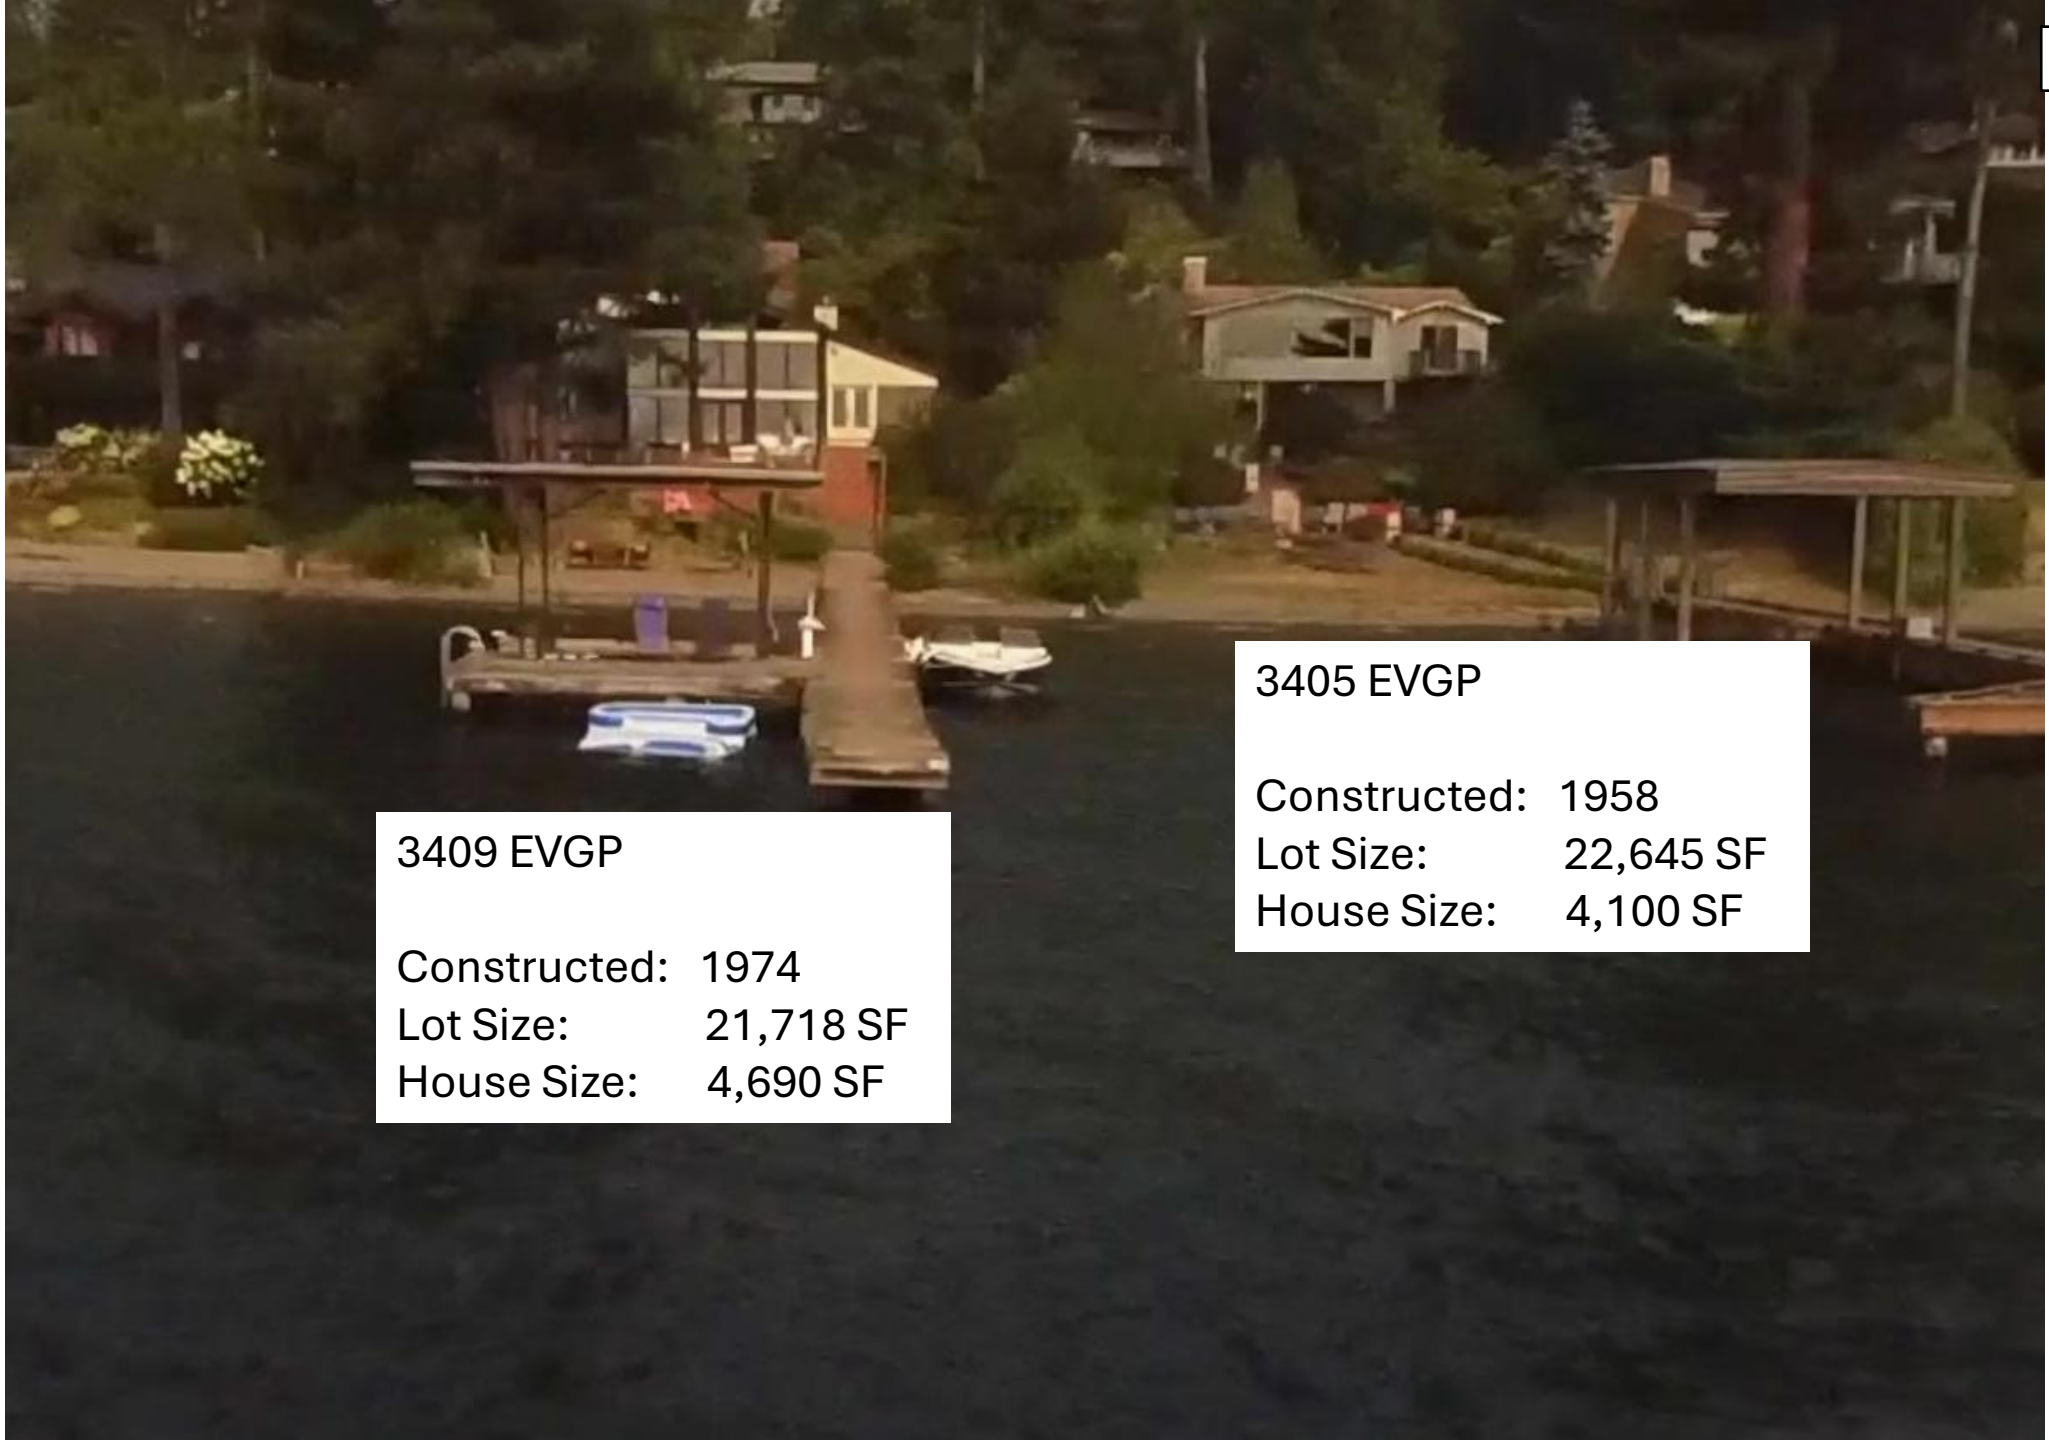 3409 EVGP
Constructed: 1974
Lot Size: 21,718 SF
House Size: 4,690 SF
3405 EVGP
Constructed: 1958
Lot Size: 22,645 SF
House Size: 4,100 SF